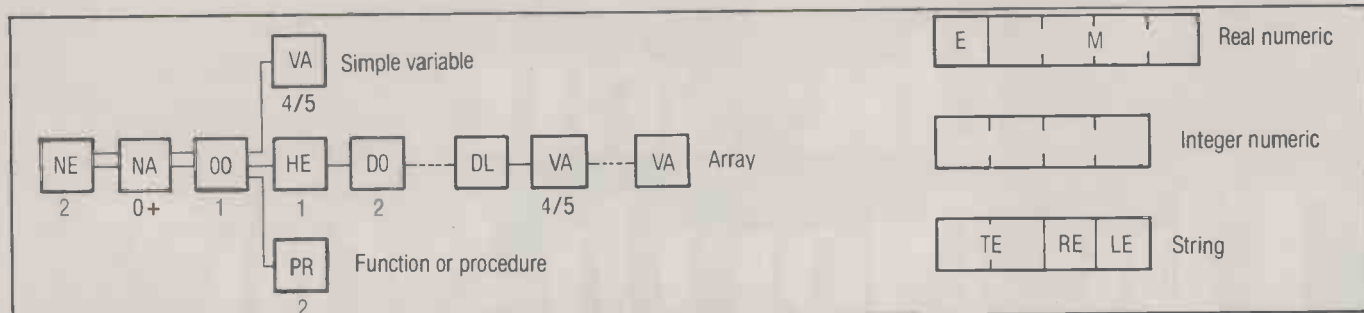 VA Simple variable
4/5
NE NA 00 HE D0 DL VA VA Array
2 0+ 1 1 2 4/5
PR Function or procedure
2
E M Real numeric
Integer numeric
TE RE LE String